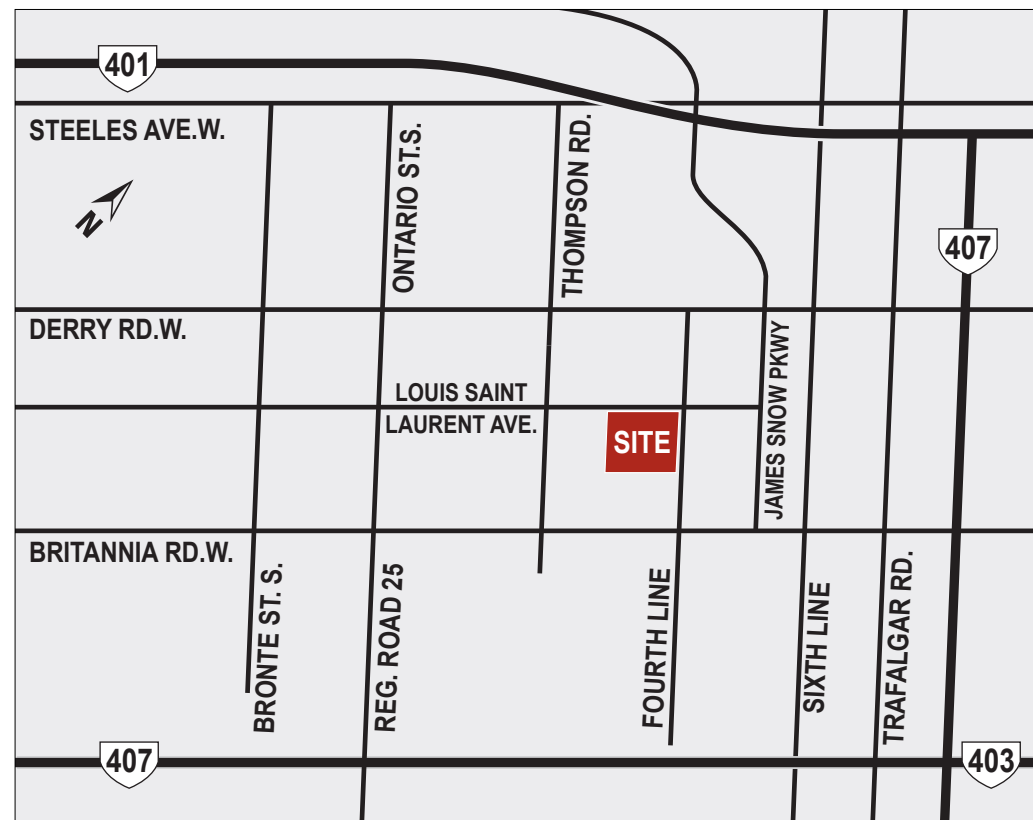 401
STEELES AVE.W.
N
ONTARIO ST.S.
THOMPSON RD.
407
DERRY RD.W.
LOUIS SAINT
LAURENT AVE.
SITE
JAMES SNOW PKWY
BRITANNIA RD.W.
BRONTE ST. S.
REG. ROAD 25
FOURTH LINE
SIXTH LINE
TRAFALGAR RD.
407
403